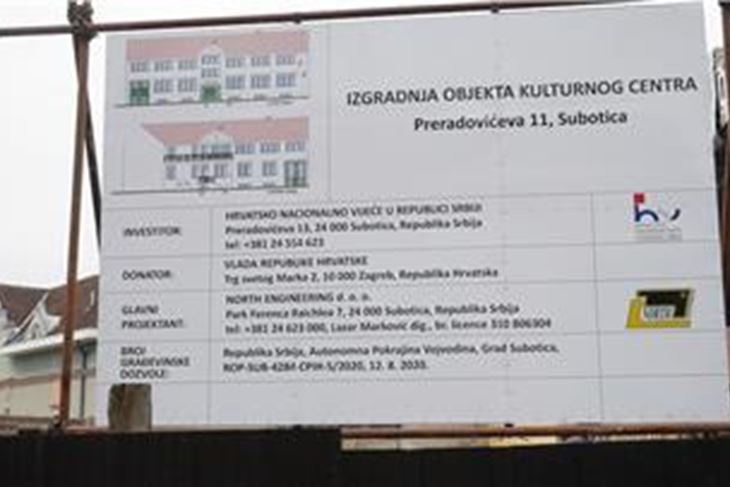 IZGRADNJA OBJEKTA KULTURNOG CENTRA
Preradovićeva 11, Subotica
INVESTITOR:
HRVATSKO NACIONALNO VIJEĆE U REPUBLICI SRBIJI
Preradovićeva 13, 24 000 Subotica, Republika Srbija
tel: +381 24 554 623
DONATOR:
VLADA REPUBLIKE HRVATSKE
Trg svetog Marka 2, 10 000 Zagreb, Republika Hrvatska
GLAVNI
PROJEKTANT:
NORTH ENGINEERING d. o. o.
Park Ferenca Raichlea 7, 24 000 Subotica, Republika Srbija
tel: +381 24 623 000, Lazar Marković dig., br. licence 310 B06304
BROJ
GRAĐEVINSKE
DOZVOLE:
Republika Srbija, Autonomna Pokrajina Vojvodina, Grad Subotica,
ROP-SUB-4284-CPIH-5/2020, 12. 8. 2020.